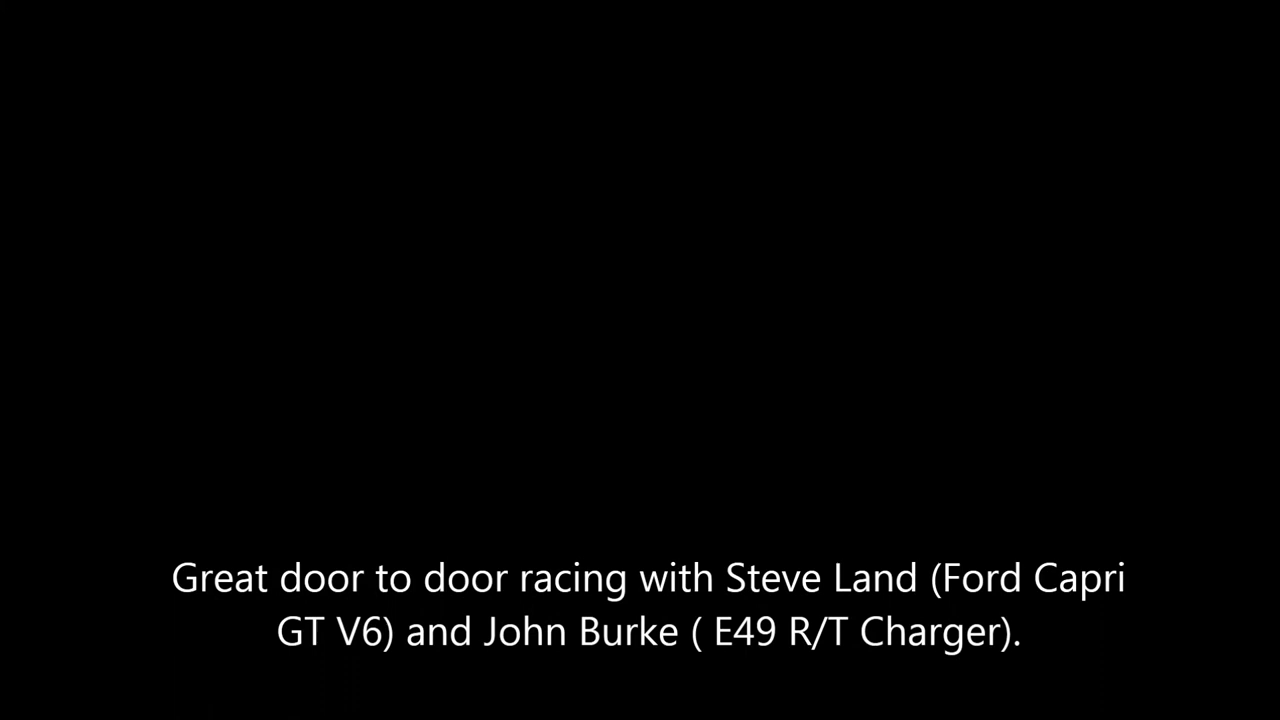 Great door to door racing with Steve Land (Ford Capri
GT V6) and John Burke ( E49 R/T Charger).